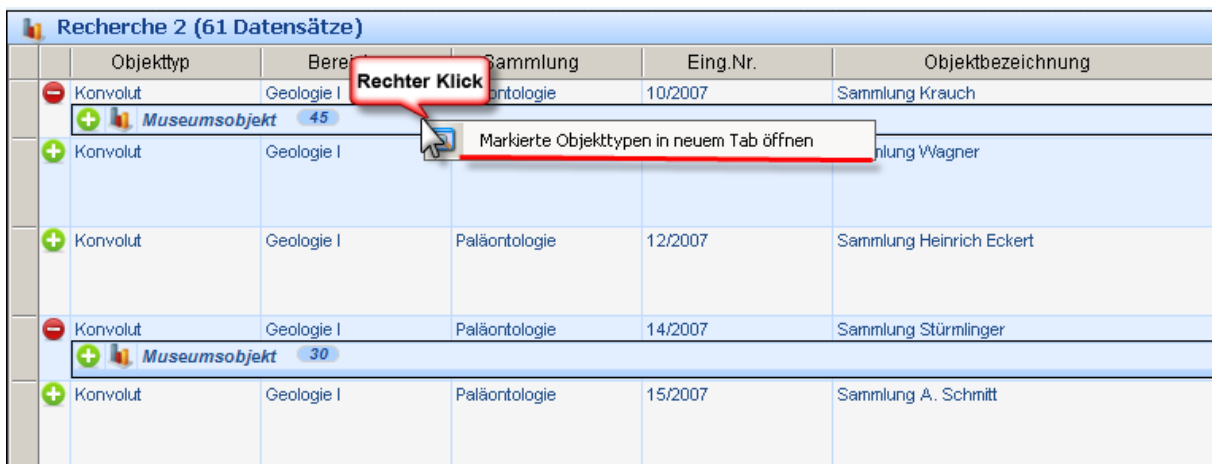 Recherche 2 (61 Datensätze)
Objekttyp Sammlung Eing.Nr. Objektbezeichnung
Rechter Klick
Konvolut Geologie I 10/2007 Sammlung Krauch
Museumsobjekt 45
Markierte Objekttypen in neuem Tab öffnen
Konvolut Geologie I Wagner
Konvolut Geologie I Paläontologie 12/2007 Sammlung Heinrich Eckert
Konvolut Geologie I Paläontologie 14/2007 Sammlung Stürmlinger
Museumsobjekt 30
Konvolut Geologie I Paläontologie 15/2007 Sammlung A. Schmitt